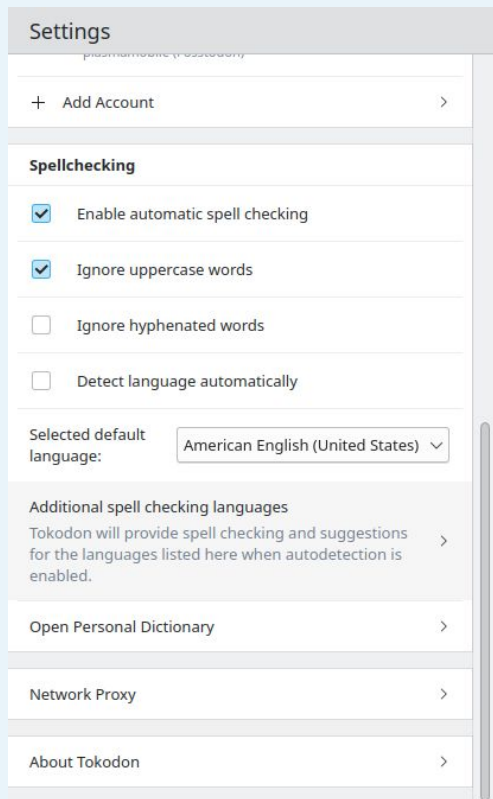 Settings
plasmamobile (Fosstodon)
Add Account
Spellchecking
Enable automatic spell checking
Ignore uppercase words
Ignore hyphenated words
Detect language automatically
Selected default
language:
American English (United States)
Additional spell checking languages
Tokodon will provide spell checking and suggestions
for the languages listed here when autodetection is
enabled.
Open Personal Dictionary
Network Proxy
About Tokodon